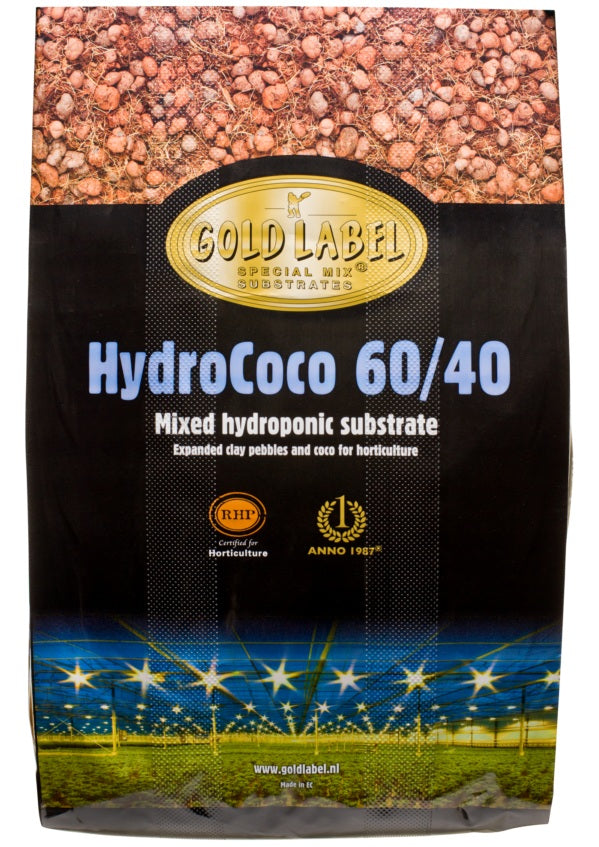 GOLD LABEL
SPECIAL MIX®
SUBSTRATES
HydroCoco 60/40
Mixed hydroponic substrate
Expanded clay pebbles and coco for horticulture
RHP
Certified for
Horticulture
1
ANNO 1987®
www.goldlabel.nl
Made in EC